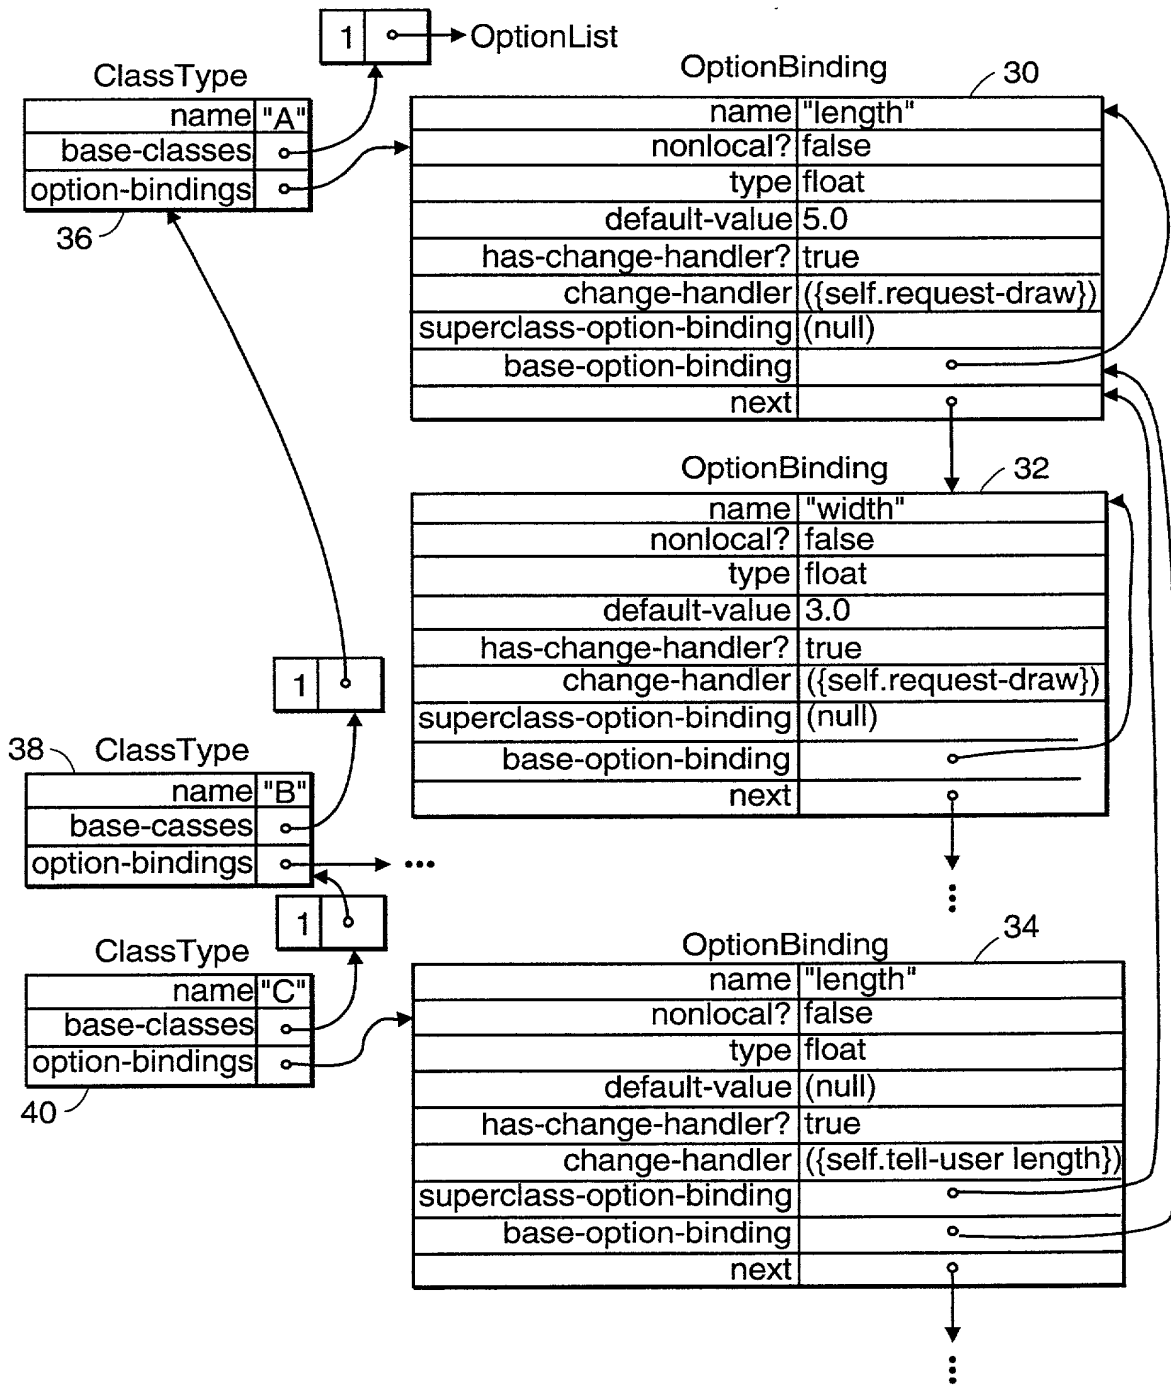 1 OptionList
ClassType
name "A"
base-classes
option-bindings
36
OptionBinding
30
name "length"
nonlocal? false
type float
default-value 5.0
has-change-handler? true
change-handler ({self.request-draw})
superclass-option-binding (null)
base-option-binding
next
OptionBinding
32
name "width"
nonlocal? false
type float
default-value 3.0
has-change-handler? true
change-handler ({self.request-draw})
superclass-option-binding (null)
base-option-binding
next
1
38
ClassType
name "B"
base-casses
option-bindings
1
ClassType
name "C"
base-classes
option-bindings
40
OptionBinding
34
name "length"
nonlocal? false
type float
default-value (null)
has-change-handler? true
change-handler ({self.tell-user length})
superclass-option-binding
base-option-binding
next